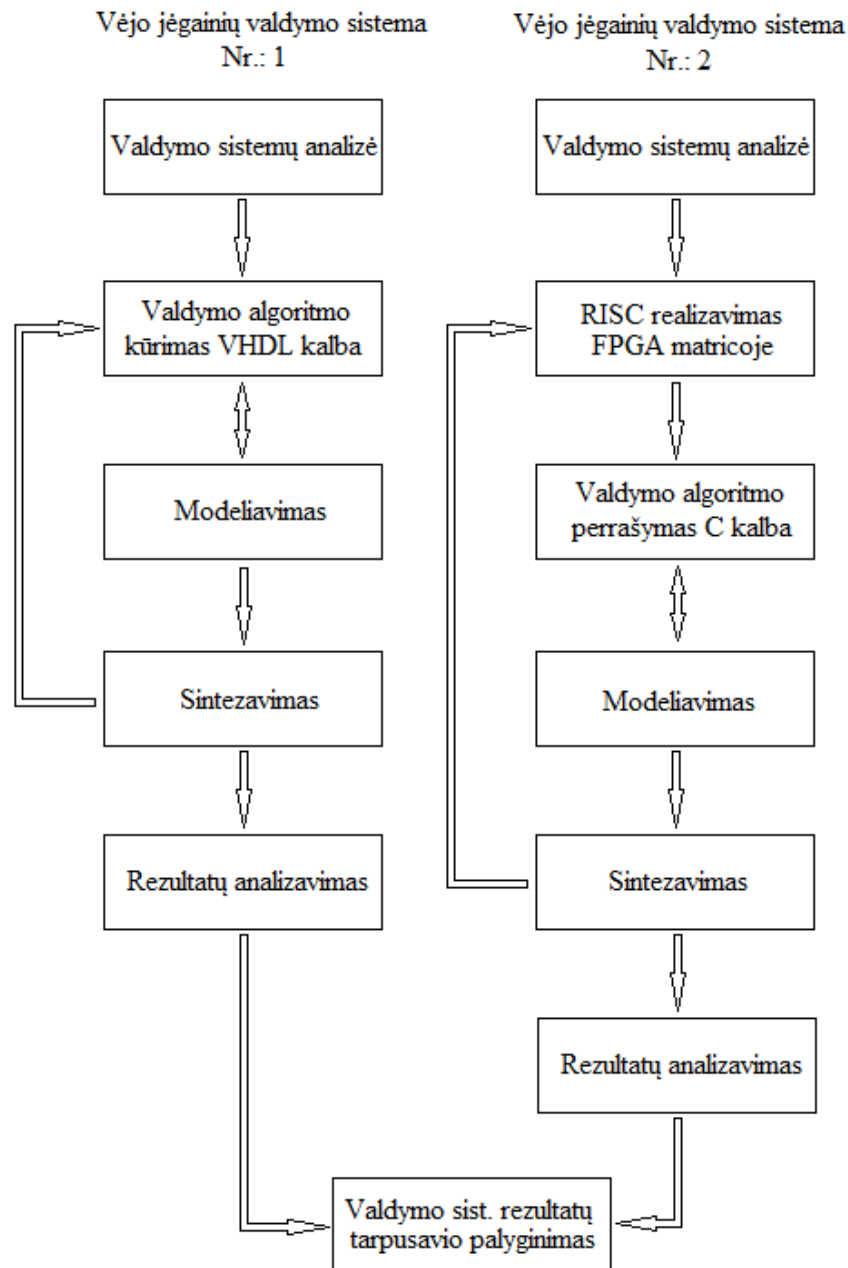 Vėjo jėgainių valdymo sistema
Nr.: 1
Valdymo sistemų analizė
Valdymo algoritmo
kūrimas VHDL kalba
Modeliavimas
Sintezavimas
Rezultatų analizavimas
Vėjo jėgainių valdymo sistema
Nr.: 2
Valdymo sistemų analizė
RISC realizavimas
FPGA matricoje
Valdymo algoritmo
perrašymas C kalba
Modeliavimas
Sintezavimas
Rezultatų analizavimas
Valdymo sist. rezultatų
tarpusavio palyginimas